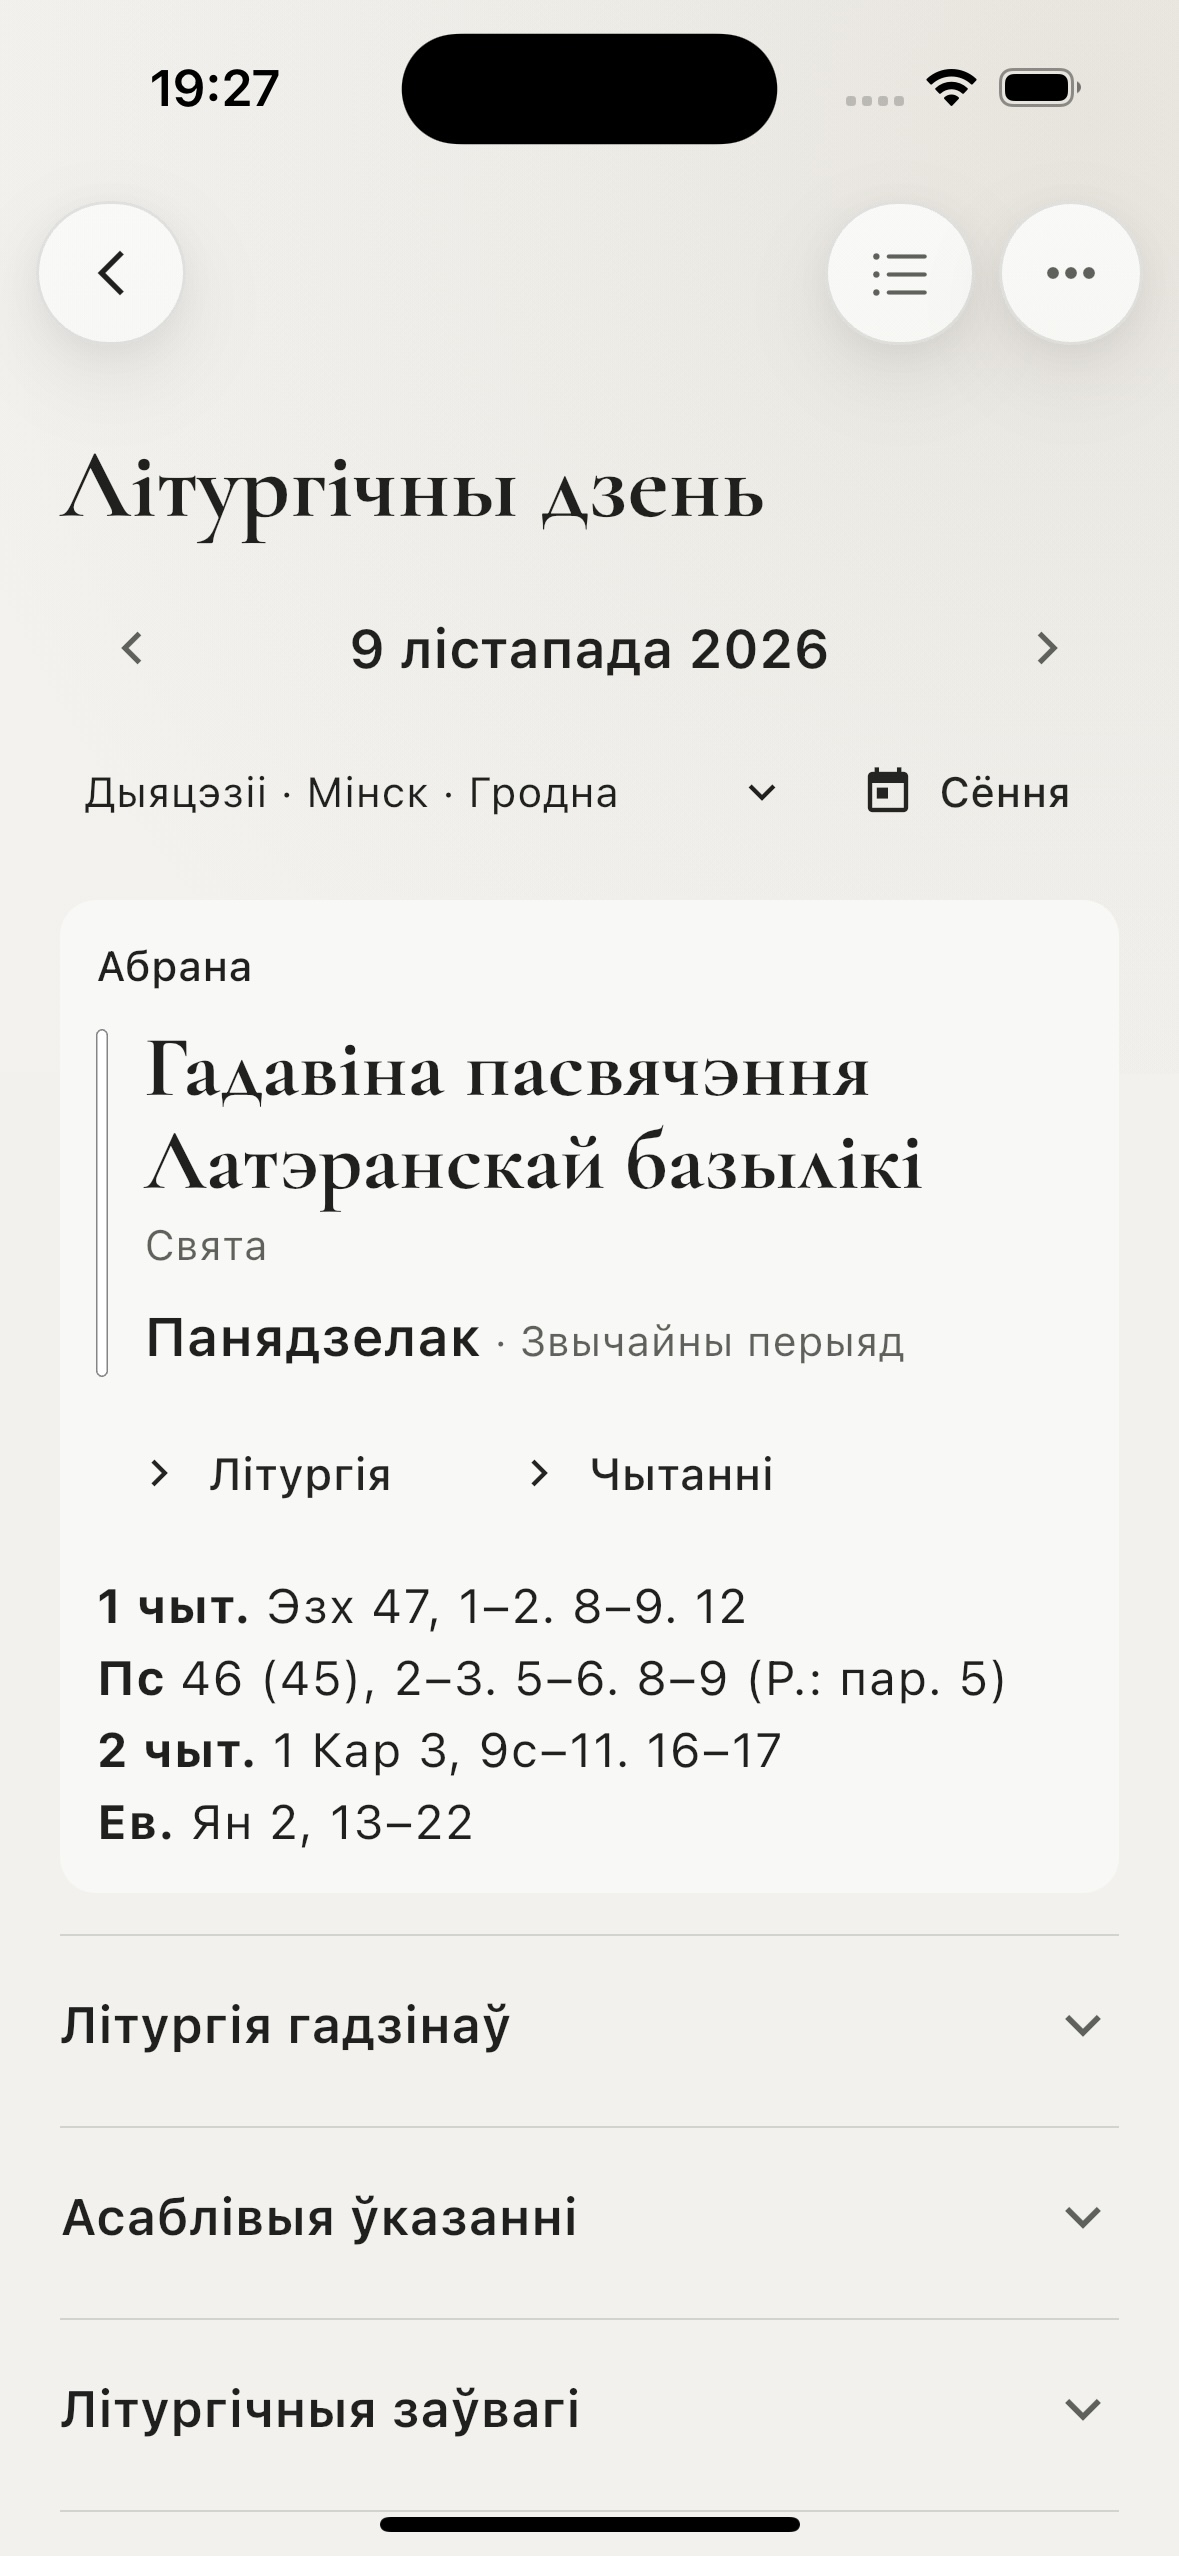 19:27
Літургічны дзень
9 лістапада 2026
Дыяцэзіі · Мінск · Гродна
Сёння
Абрана
Гадавіна пасвячэння
Латэранскай базылікі
Свята
Панядзелак · Звычайны перыяд
Літургія
Чытанні
1 чыт. Эзх 47, 1–2. 8–9. 12
Пс 46 (45), 2–3. 5–6. 8–9 (Р.: пар. 5)
2 чыт. 1 Кар 3, 9с–11. 16–17
Ев. Ян 2, 13–22
Літургія гадзінаў
Асаблівыя ўказанні
Літургічныя заўвагі